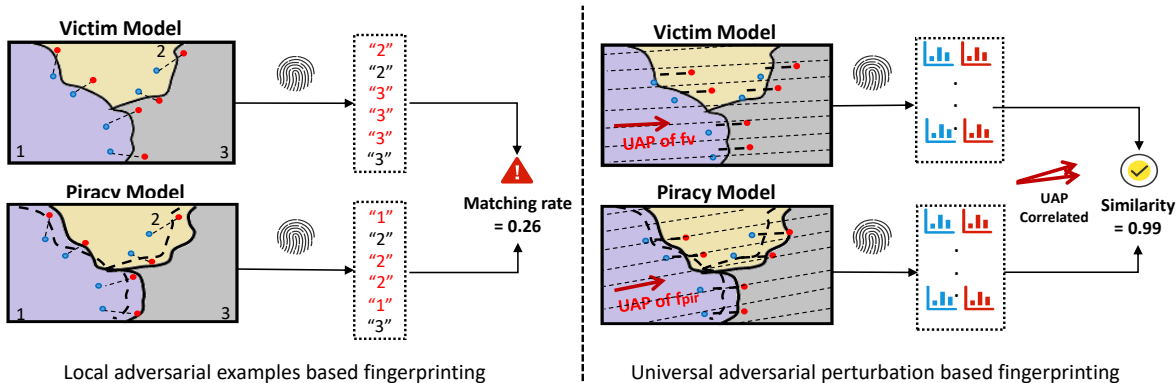 Victim Model
2
1
3
“2”
“2”
“3”
“3”
“3”
“3”
Matching rate
= 0.26
Piracy Model
2
1
3
“1”
“2”
“2”
“2”
“1”
“3”
Local adversarial examples based fingerprinting
Victim Model
UAP of fv
UAP
Correlated
Similarity
= 0.99
Piracy Model
UAP of fpir
Universal adversarial perturbation based fingerprinting